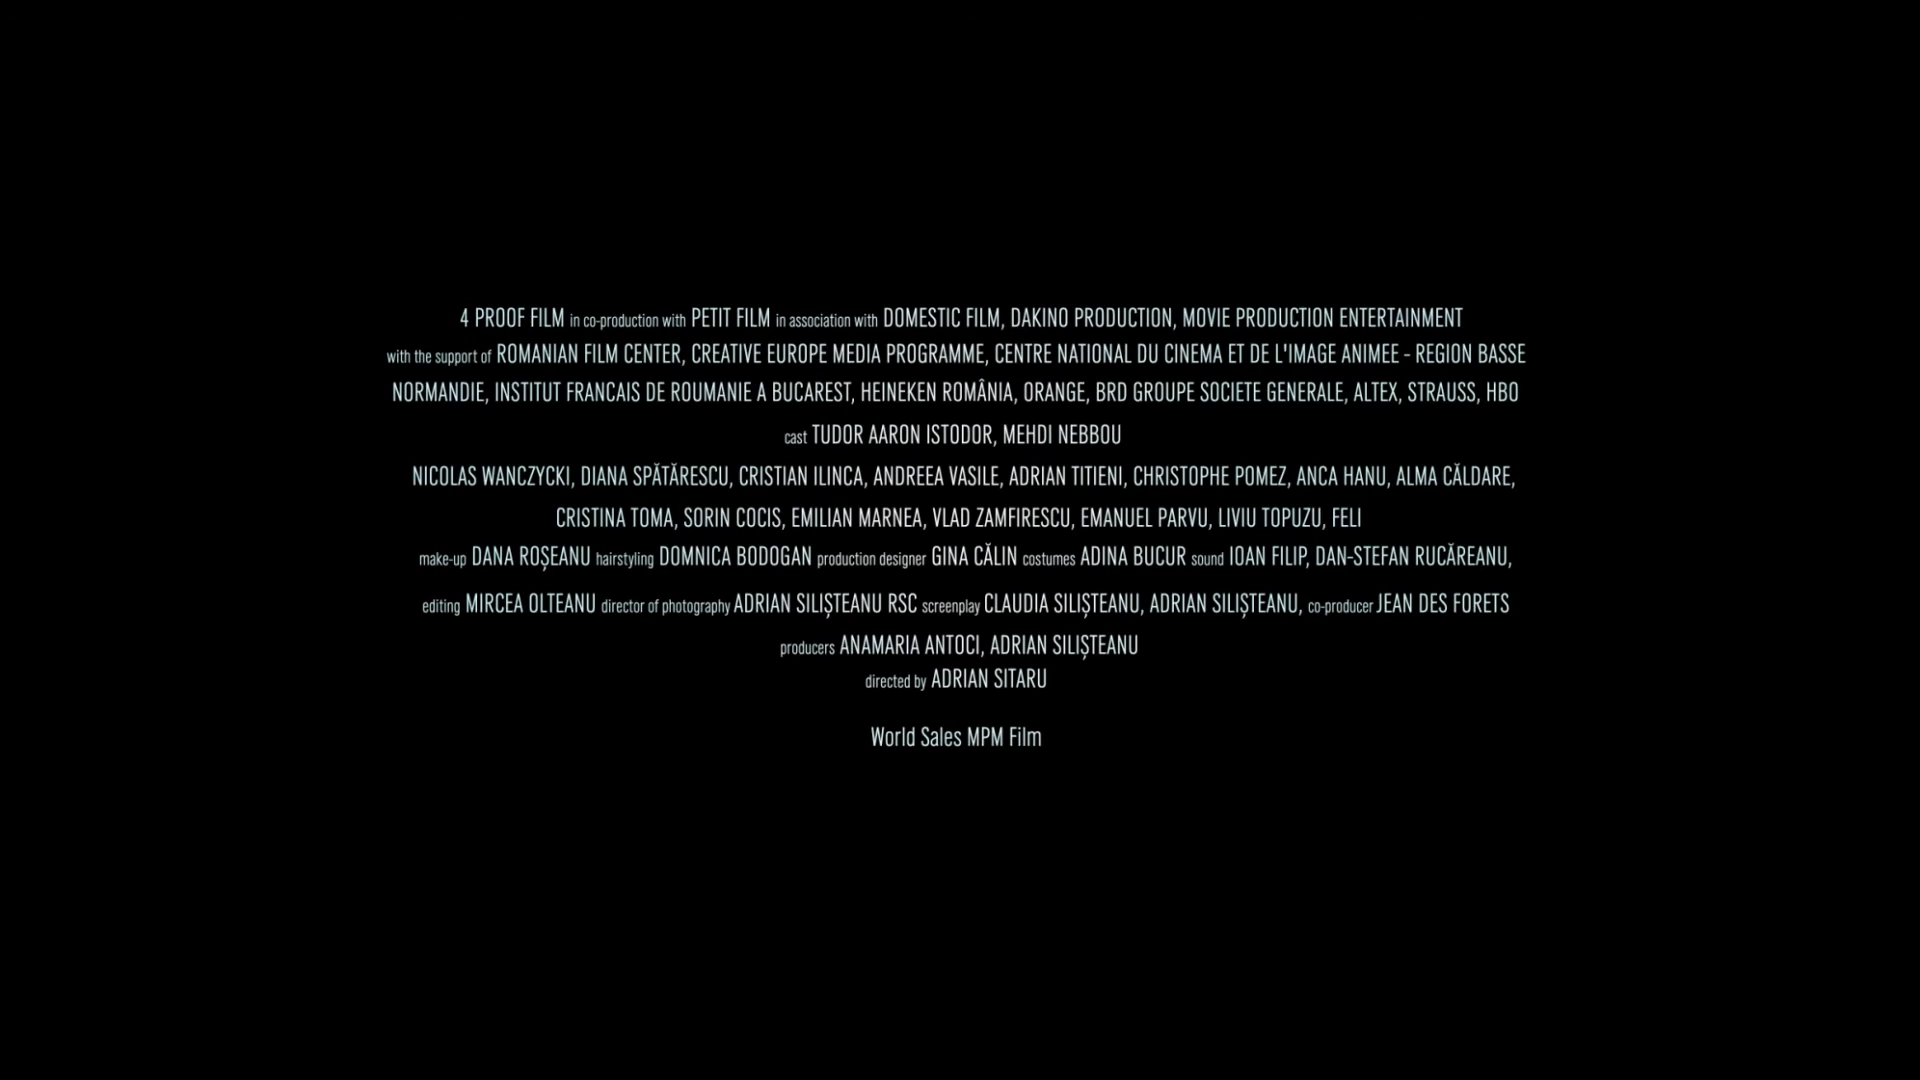 4 PROOF FILM in co-production with PETIT FILM in association with DOMESTIC FILM, DAKINO PRODUCTION, MOVIE PRODUCTION ENTERTAINMENT
with the support of ROMANIAN FILM CENTER, CREATIVE EUROPE MEDIA PROGRAMME, CENTRE NATIONAL DU CINEMA ET DE L'IMAGE ANIMEE - REGION BASSE
NORMANDIE, INSTITUT FRANCAIS DE ROUMANIE A BUCAREST, HEINEKEN ROMÂNIA, ORANGE, BRD GROUPE SOCIETE GENERALE, ALTEX, STRAUSS, HBO
cast TUDOR AARON ISTODOR, MEHDI NEBBOU
NICOLAS WANCZYCKI, DIANA SPĂTĂRESCU, CRISTIAN ILINCA, ANDREEA VASILE, ADRIAN TITIENI, CHRISTOPHE POMEZ, ANCA HANU, ALMA CĂLDARE,
CRISTINA TOMA, SORIN COCIS, EMILIAN MARNEA, VLAD ZAMFIRESCU, EMANUEL PARVU, LIVIU TOPUZU, FELI
make-up DANA ROȘEANU hairstyling DOMNICA BODOGAN production designer GINA CĂLIN costumes ADINA BUCUR sound IOAN FILIP, DAN-STEFAN RUCĂREANU,
editing MIRCEA OLTEANU director of photography ADRIAN SILIȘTEANU RSC screenplay CLAUDIA SILIȘTEANU, ADRIAN SILIȘTEANU, co-producer JEAN DES FORETS
producers ANAMARIA ANTOCI, ADRIAN SILIȘTEANU
directed by ADRIAN SITARU
World Sales MPM Film